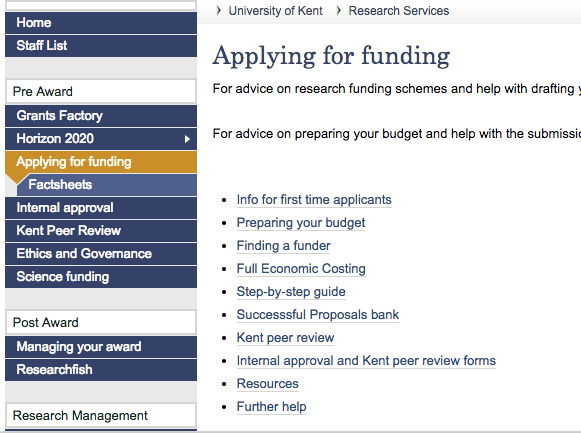 Home
Staff List
Pre Award
Grants Factory
Horizon 2020
Applying for funding
Factsheets
Internal approval
Kent Peer Review
Ethics and Governance
Science funding
Post Award
Managing your award
Researchfish
Research Management
University of Kent Research Services
Applying for funding
For advice on research funding schemes and help with drafting
For advice on preparing your budget and help with the
Info for first time applicants
Preparing your budget
Finding a funder
Full Economic Costing
Step-by-step guide
Successsful Proposals bank
Kent peer review
Internal approval and Kent peer review forms
Resources
Further help